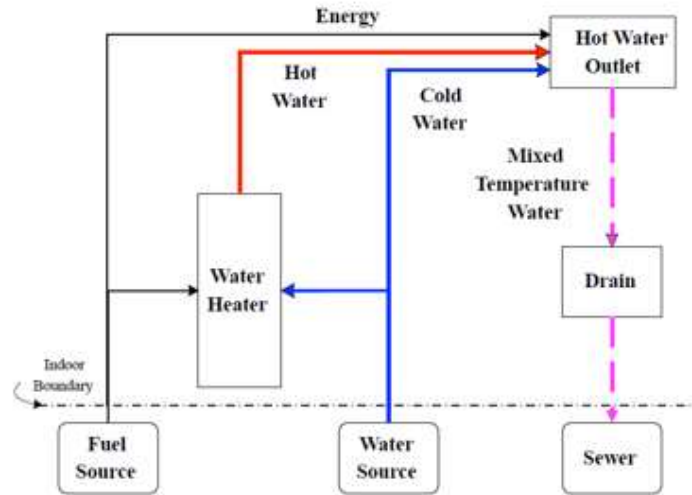 Energy
Hot Water
Outlet
Hot
Water
Cold
Water
Mixed
Temperature
Water
Water
Heater
Drain
Indoor
Boundary
Fuel
Source
Water
Source
Sewer